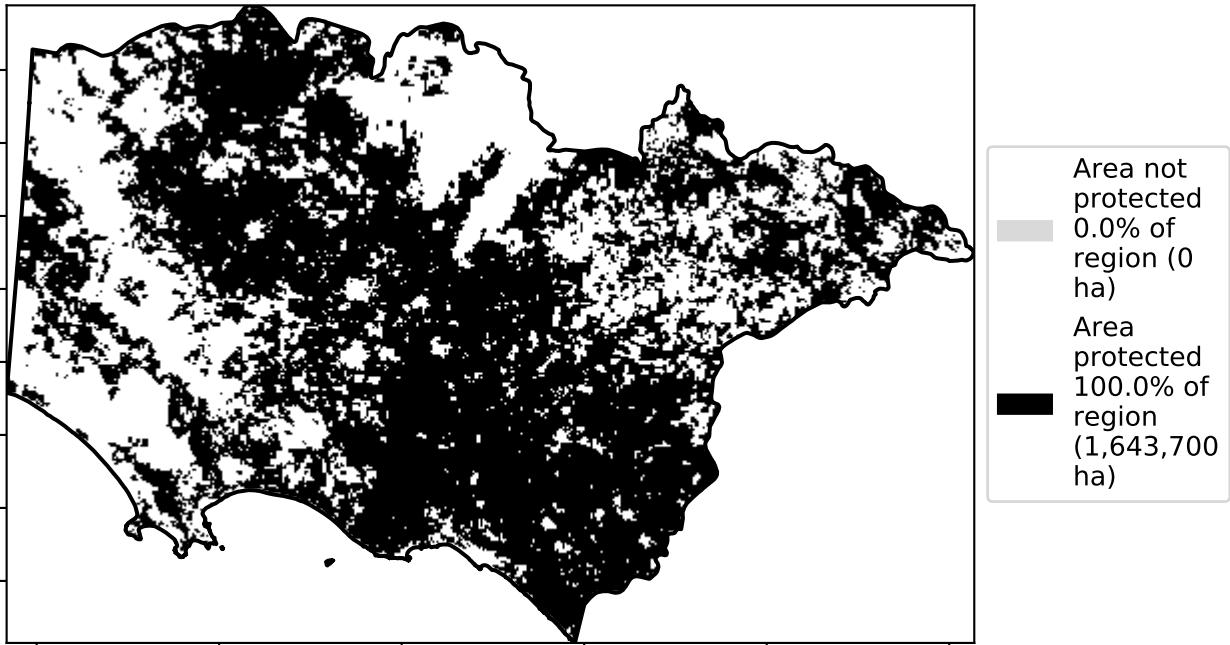 Area not
protected
0.0% of
region (0
ha)
Area
protected
100.0% of
region
(1,643,700
ha)